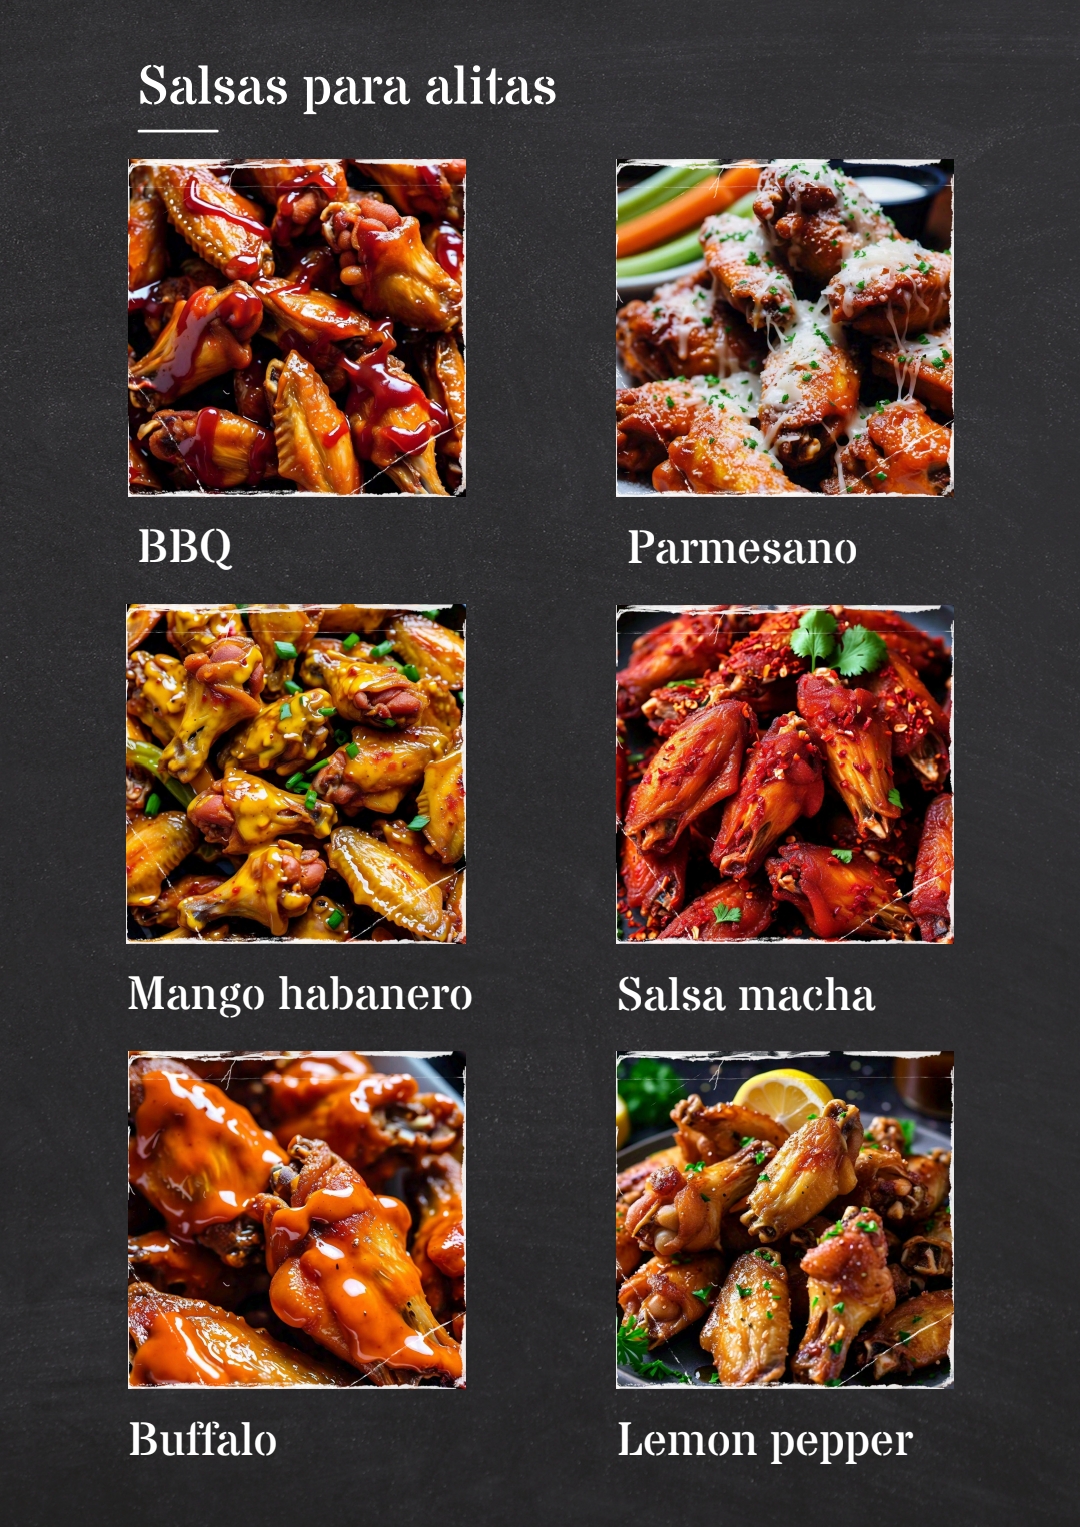 Salsas para alitas
BBQ
Parmesano
Mango habanero
Salsa macha
Buffalo
Lemon pepper